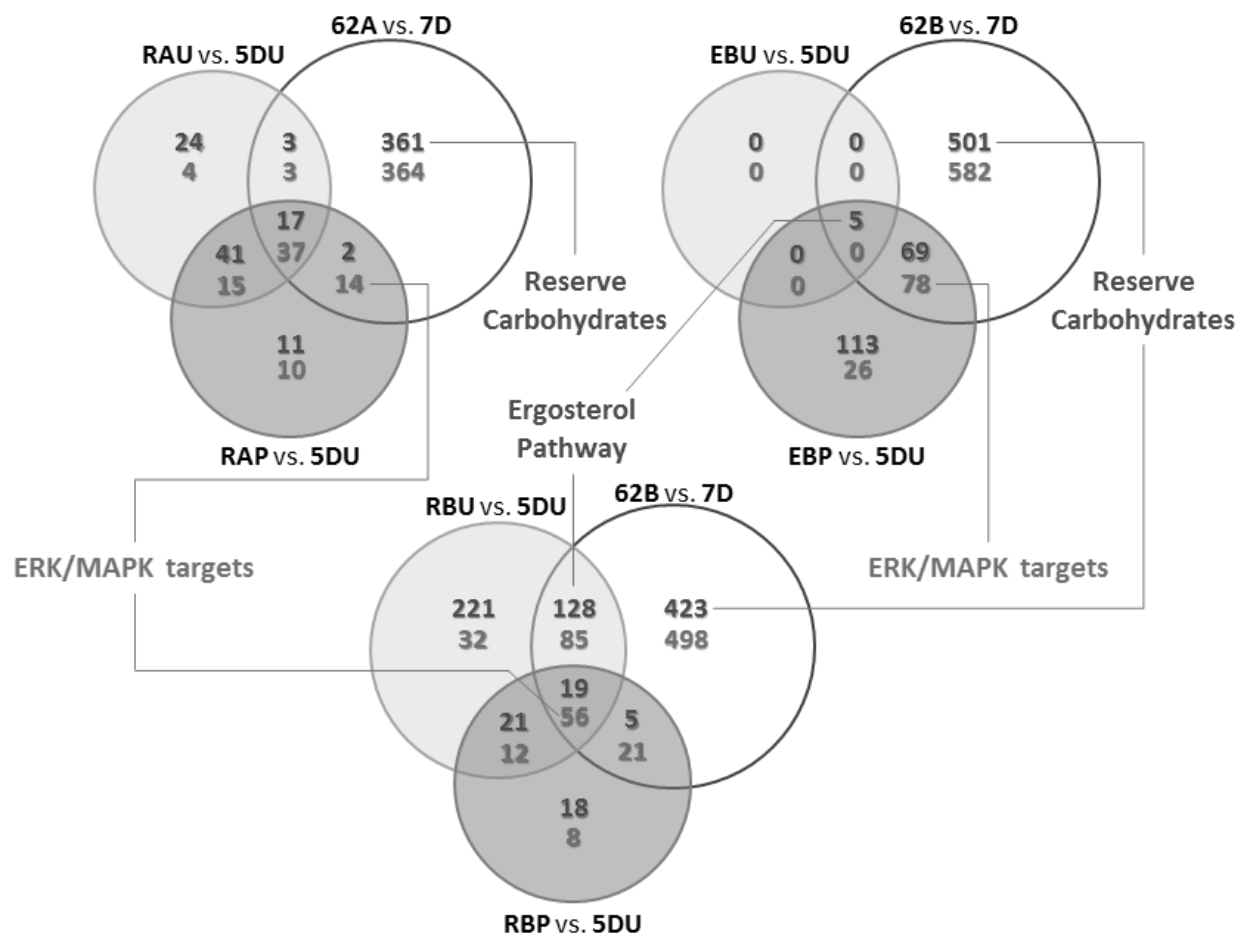 62A vs. 7D
RAU vs. 5DU
24
4
3
3
361
364
17
37
41
15
2
14
11
10
RAP vs. 5DU
Reserve
Carbohydrates
62B vs. 7D
EBU vs. 5DU
0
0
0
0
501
582
5
0
0
0
69
78
113
26
EBP vs. 5DU
Reserve
Carbohydrates
Ergosterol
Pathway
ERK/MAPK targets
ERK/MAPK targets
62B vs. 7D
RBU vs. 5DU
221
32
128
85
423
498
19
56
21
12
5
21
18
8
RBP vs. 5DU